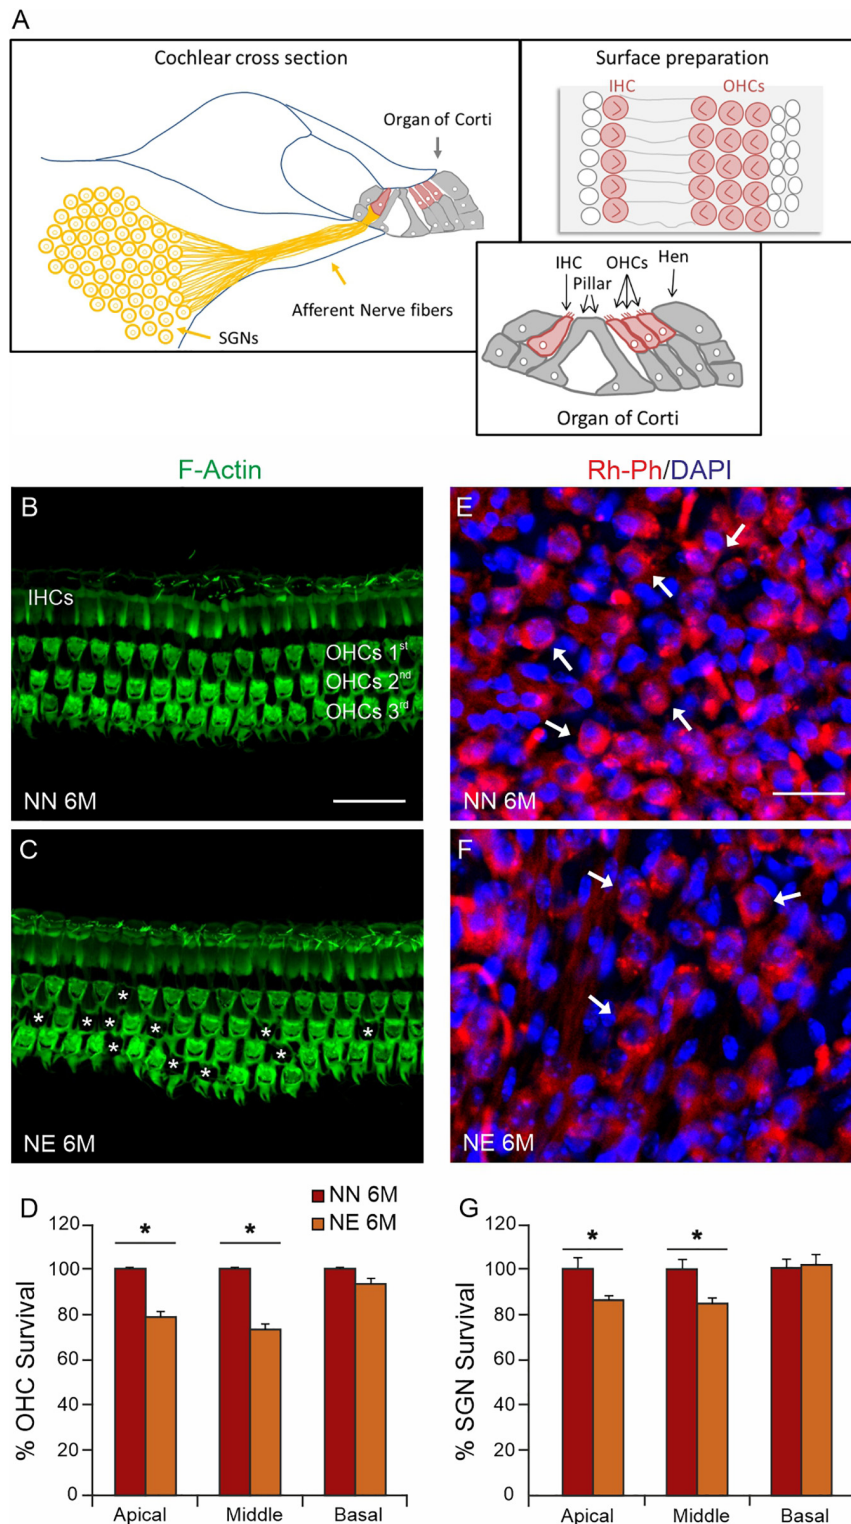 A
Cochlear cross section
Organ of Corti
Afferent Nerve fibers
SGNs
Surface preparation
IHC
OHCs
IHC
Pillar
OHCs
Hen
Organ of Corti
F-Actin
B
IHCs
OHCs 1st
OHCs 2nd
OHCs 3rd
NN 6M
C
* * * * * * * * * * *
NE 6M
Rh-Ph/DAPI
E
NN 6M
F
NE 6M
D
NN 6M
NE 6M
% OHC Survival
120
100
80
60
40
20
0
* *
Apical Middle Basal
G
% SGN Survival
120
100
80
60
40
20
0
* *
Apical Middle Basal